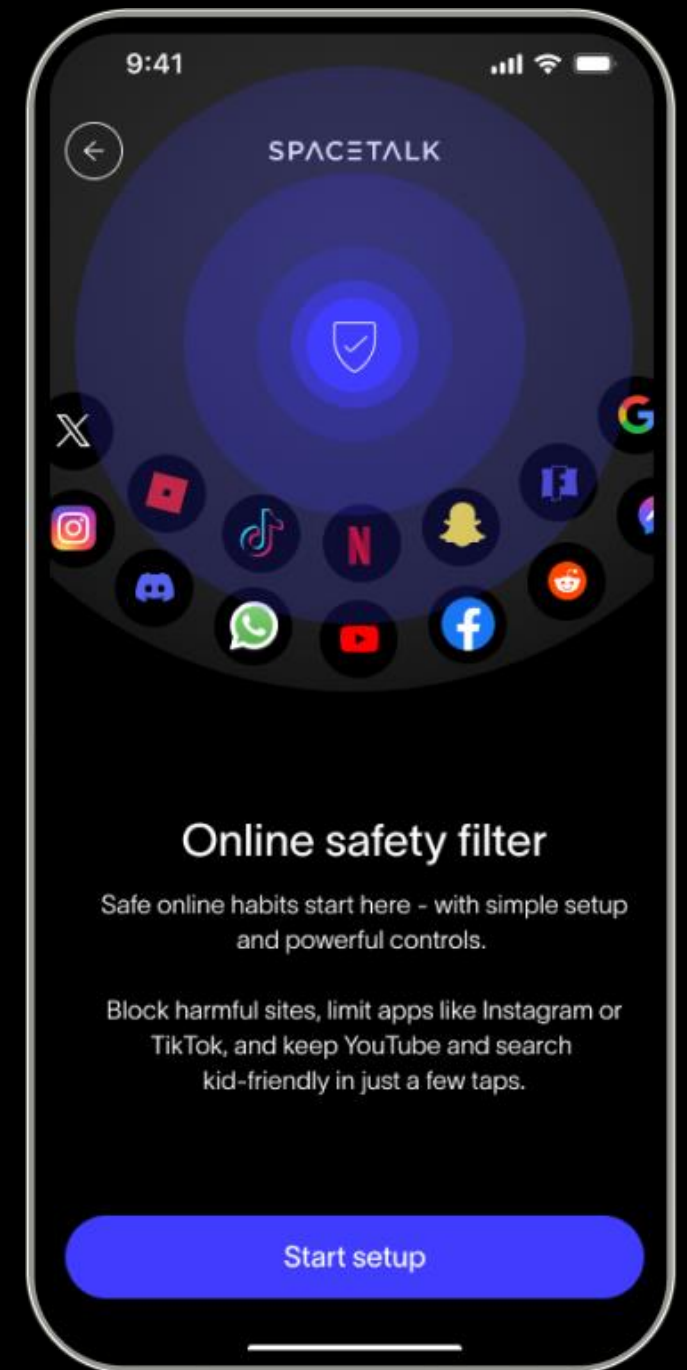 9:41
SPACETALK
Online safety filter
Safe online habits start here - with simple setup
and powerful controls.
Block harmful sites, limit apps like Instagram or
TikTok, and keep YouTube and search
kid-friendly in just a few taps.
Start setup